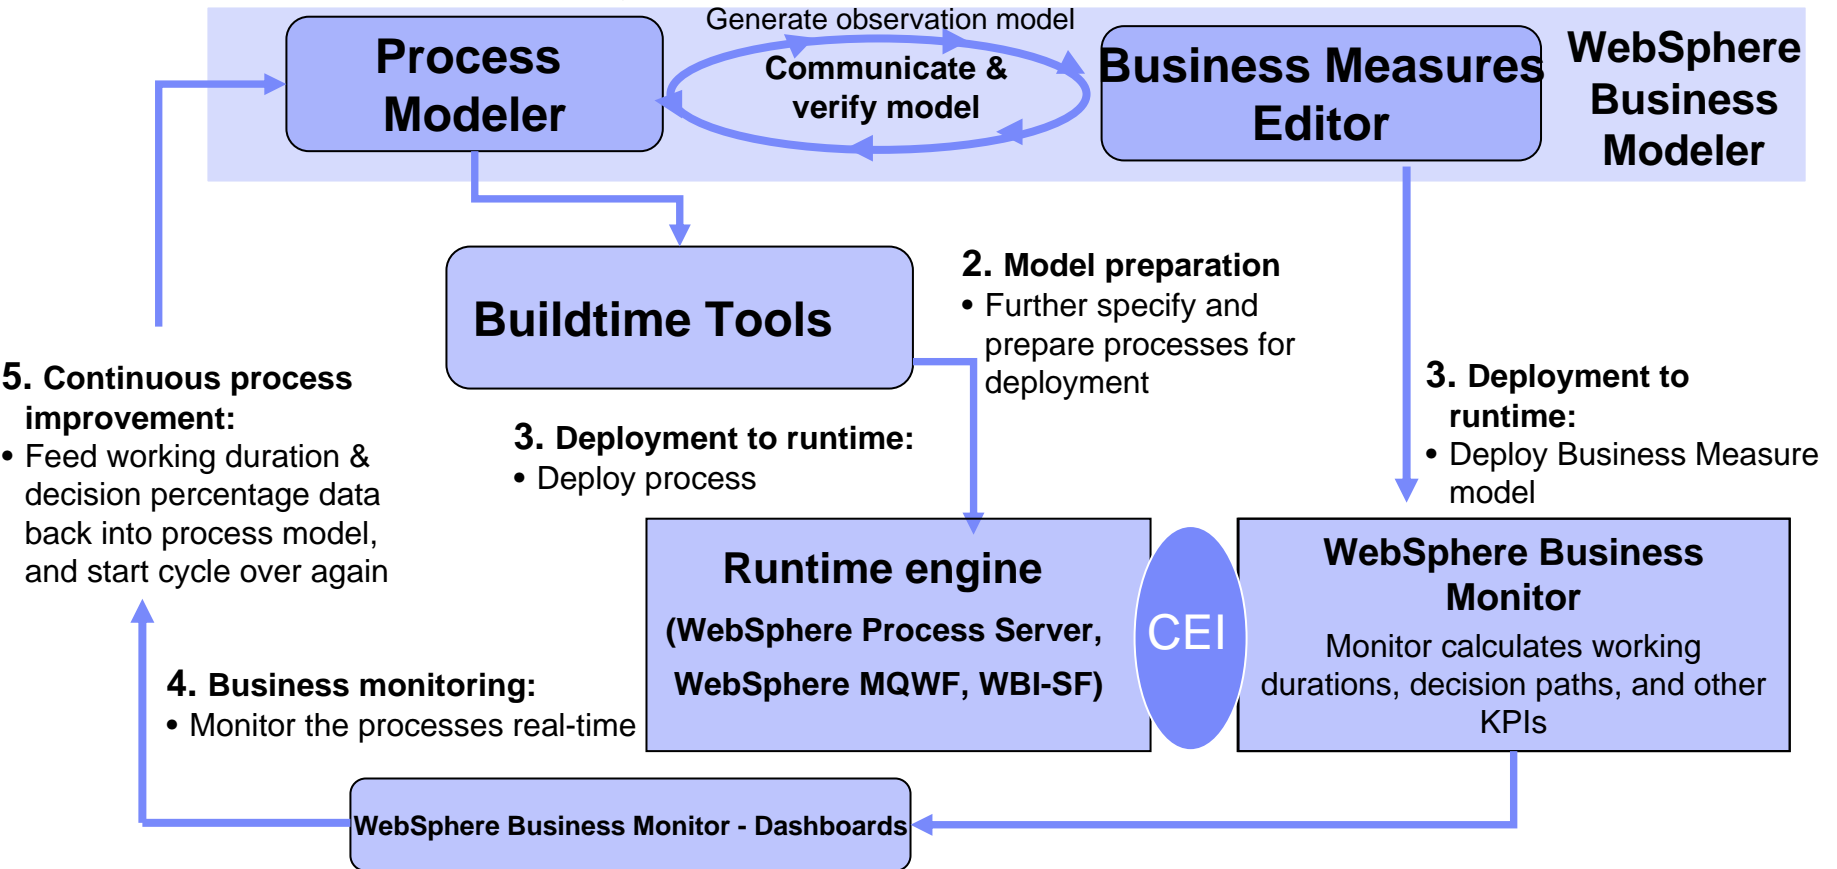 Generate observation model
Process
Modeler
Communicate &
verify model
Business Measures
Editor
WebSphere
Business
Modeler
Buildtime Tools
2. Model preparation
• Further specify and
prepare processes for
deployment
5. Continuous process
improvement:
• Feed working duration &
decision percentage data
back into process model,
and start cycle over again
3. Deployment to runtime:
• Deploy process
3. Deployment to
runtime:
• Deploy Business Measure
model
Runtime engine
(WebSphere Process Server,
WebSphere MQWF, WBI-SF)
CEI
WebSphere Business
Monitor
Monitor calculates working
durations, decision paths, and other
KPIs
4. Business monitoring:
• Monitor the processes real-time
WebSphere Business Monitor - Dashboards